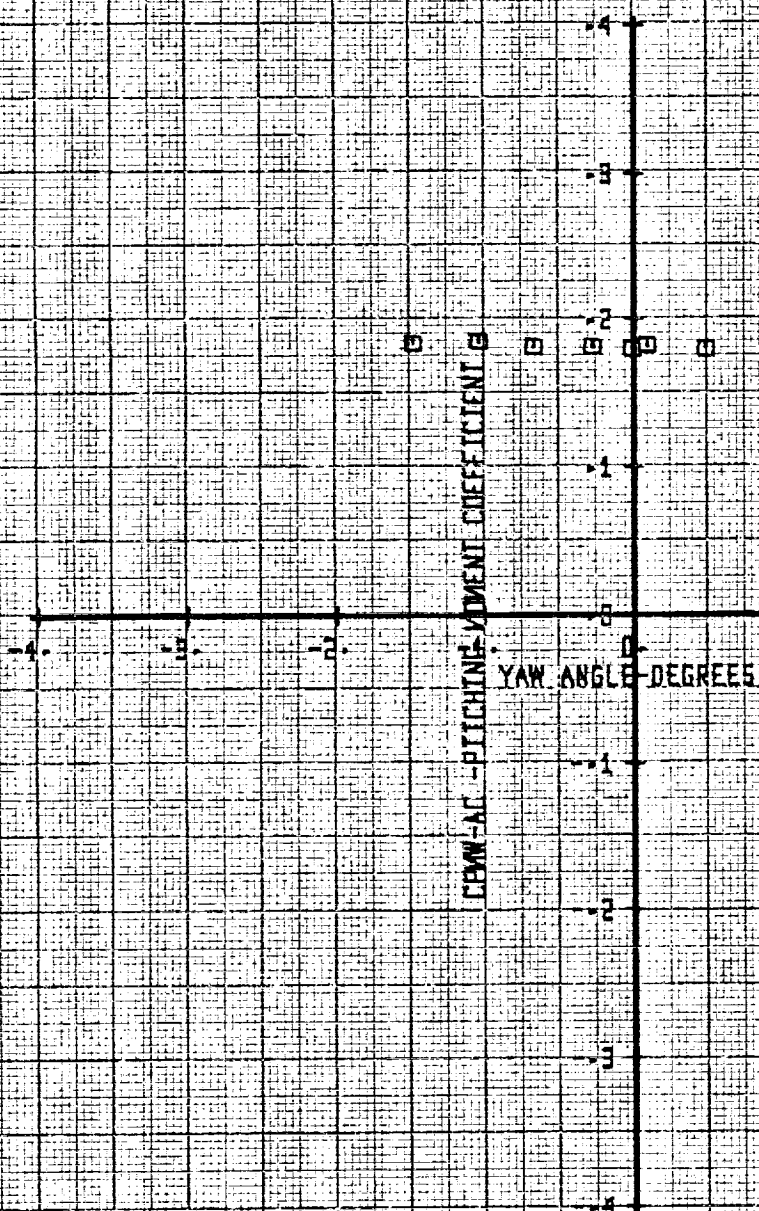 .4
.3
.2
.1
0
-4. -3. -2. 0.
YAW ANGLE-DEGREES
CPMW-AC -PITCHING MOMENT COEFFICIENT
-.1
-.2
-.3